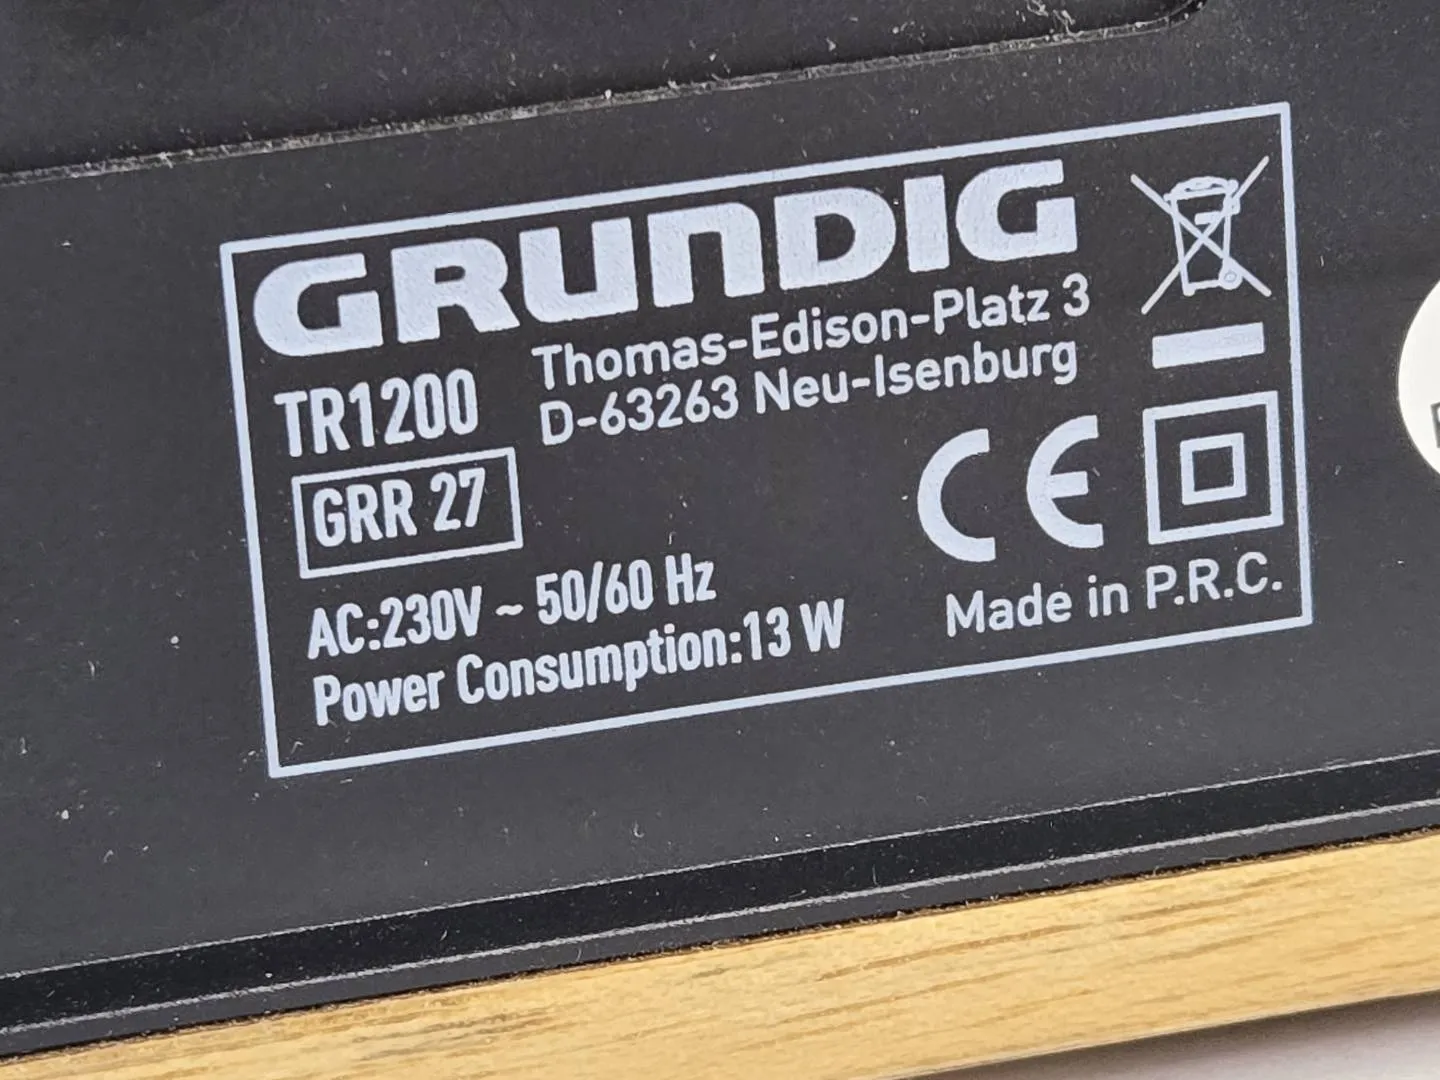 GRUNDIG
Thomas-Edison-Platz 3
D-63263 Neu-Isenburg
TR1200
GRR 27
CE
AC:230V ~ 50/60 Hz
Power Consumption:13 W
Made in P.R.C.